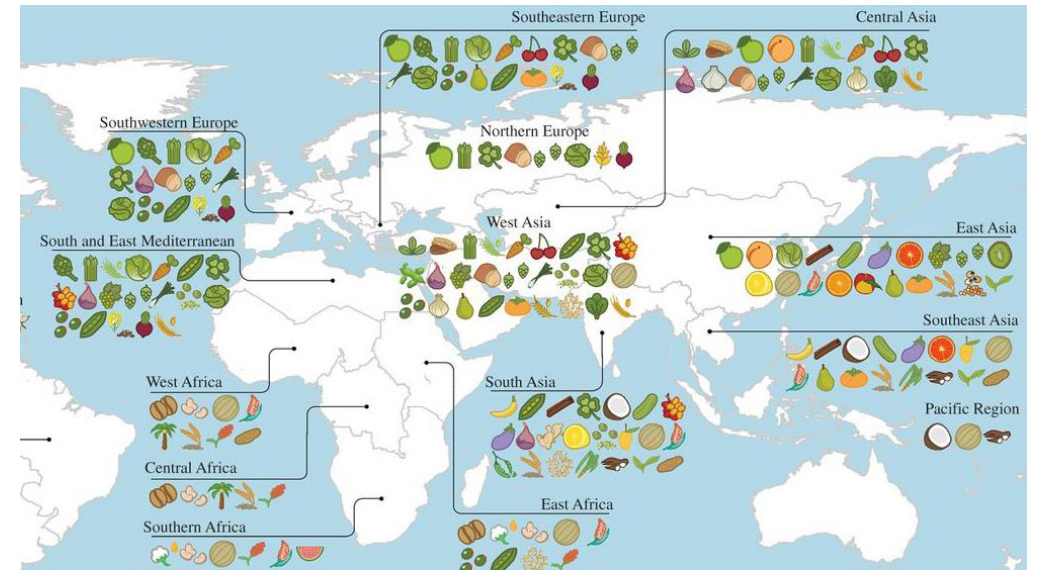 Southeastern Europe
Central Asia
Southwestern Europe
Northern Europe
West Asia
South and East Mediterranean
East Asia
Southeast Asia
West Africa
South Asia
Pacific Region
Central Africa
East Africa
Southern Africa